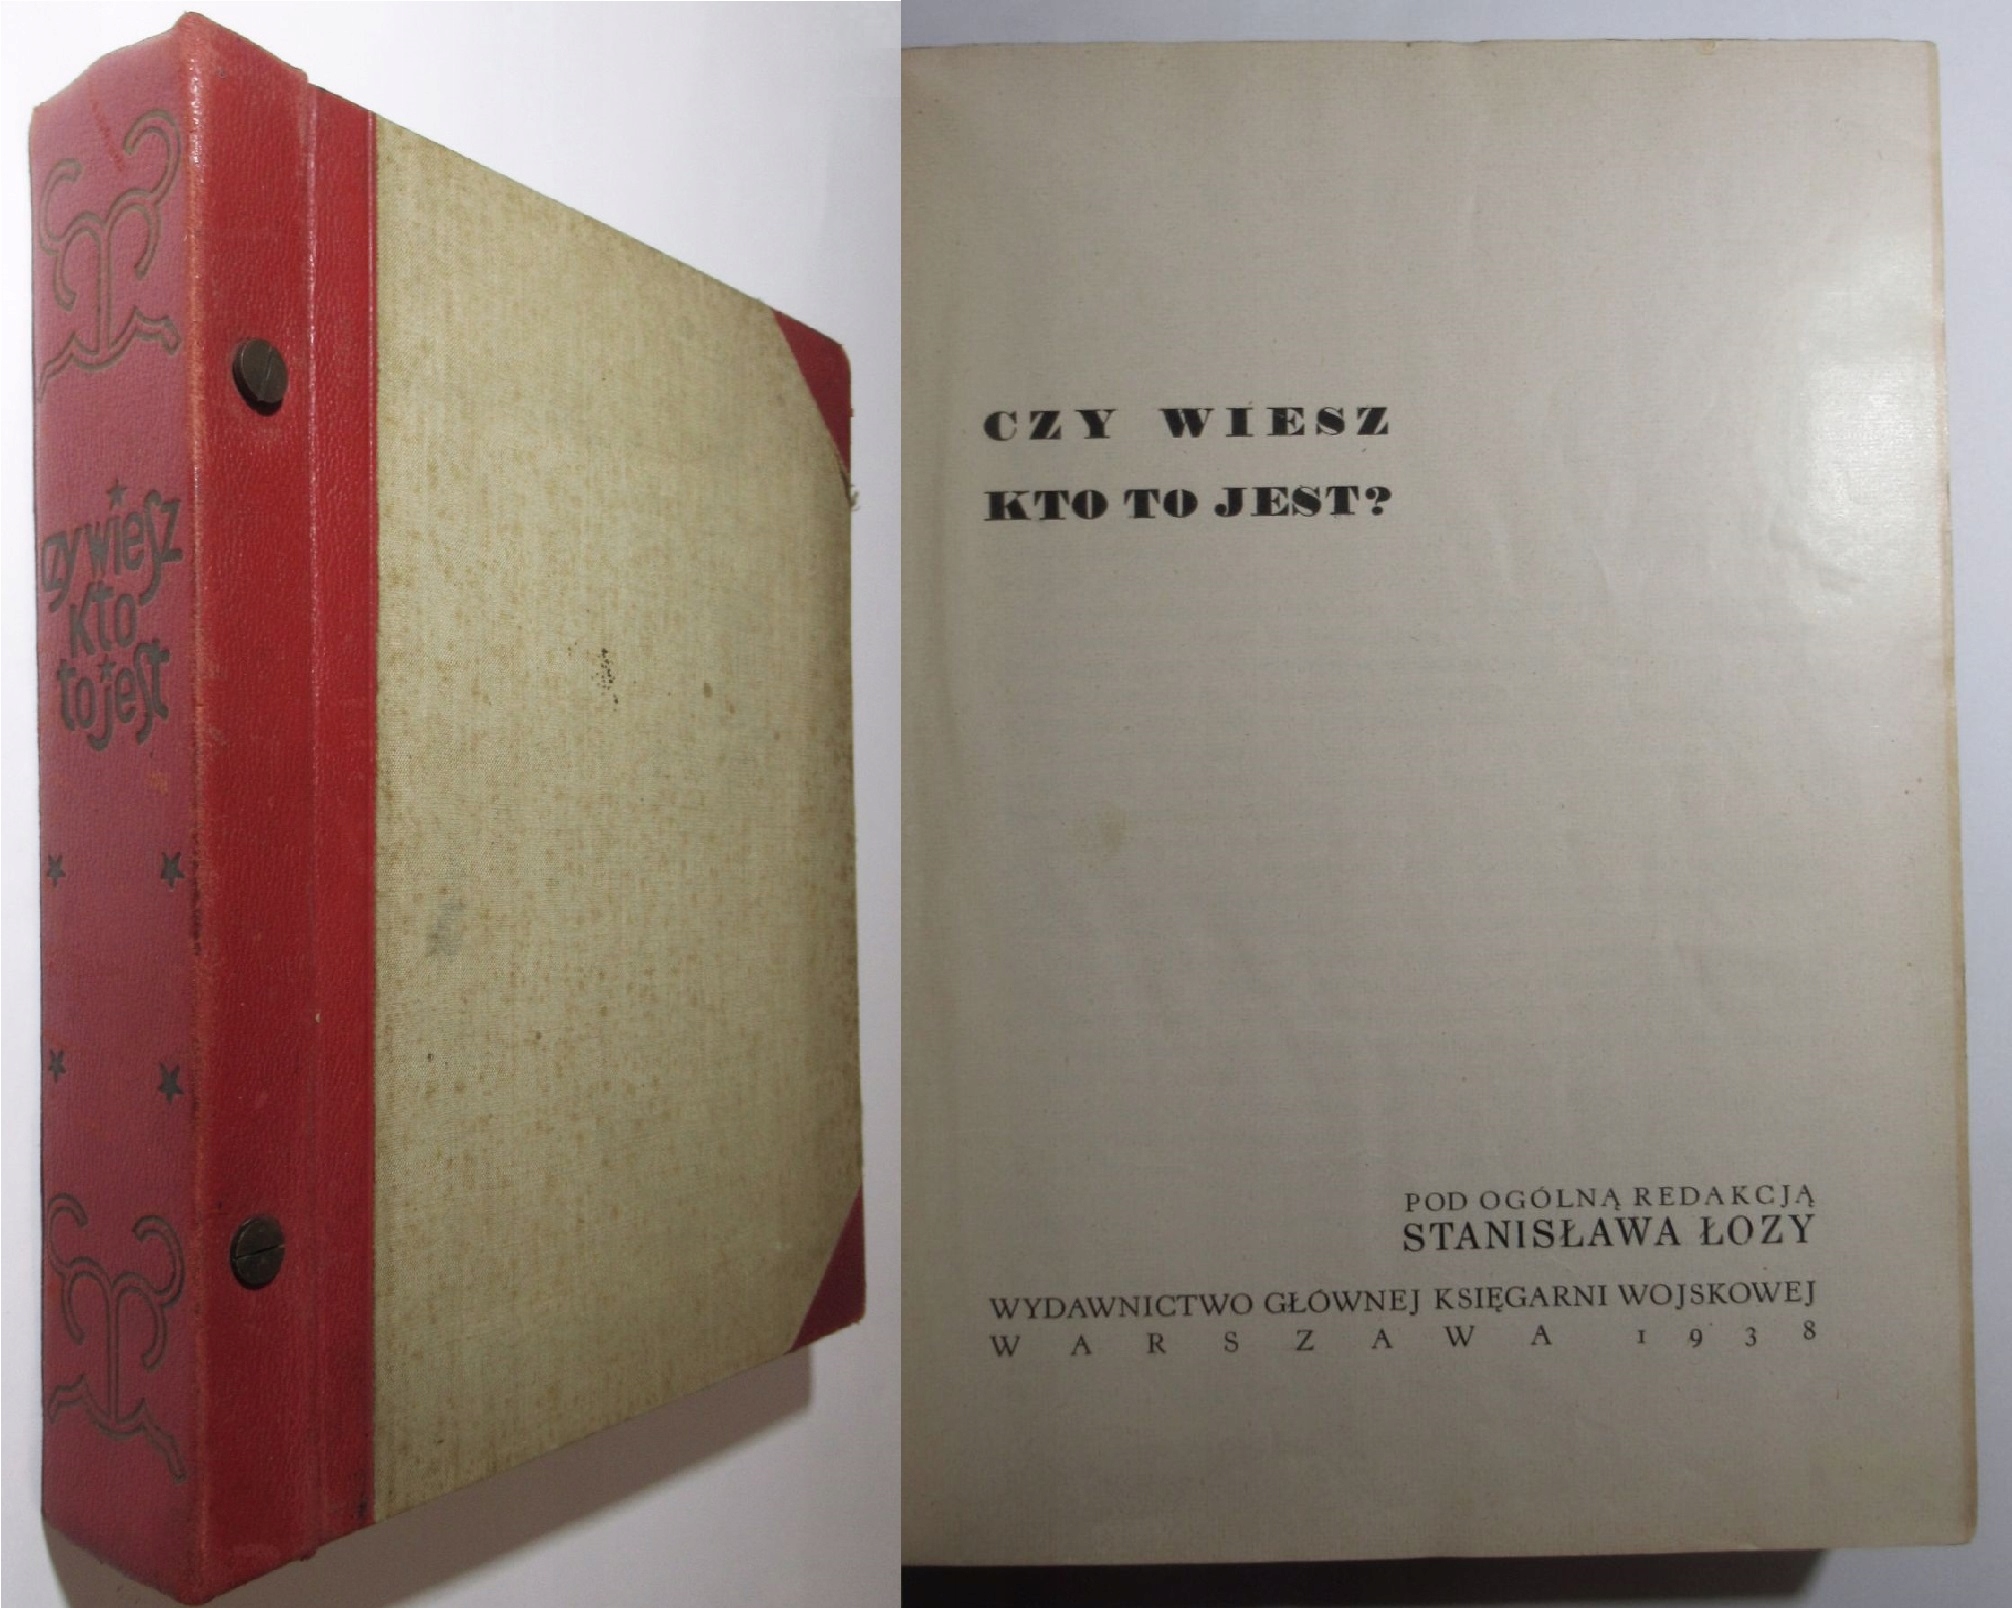 czy wiesz
kto
to jest
CZY WIESZ
KTO TO JEST?
POD OGÓLNĄ REDAKCJĄ
STANISŁAWA ŁOZY
WYDAWNICTWO GŁÓWNEJ KSIĘGARNI WOJSKOWEJ
WARSZAWA 1938